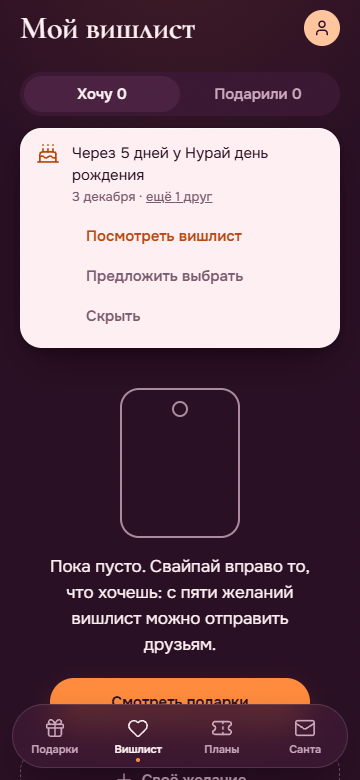 Мой вишлист
Хочу 0
Подарили 0
Через 5 дней у Нурай день
рождения
3 декабря · ещё 1 друг
Посмотреть вишлист
Предложить выбрать
Скрыть
Пока пусто. Свайпай вправо то,
что хочешь: с пяти желаний
вишлист можно отправить
друзьям.
Смотреть подарки
Подарки
Вишлист
Планы
Санта
Своё желание